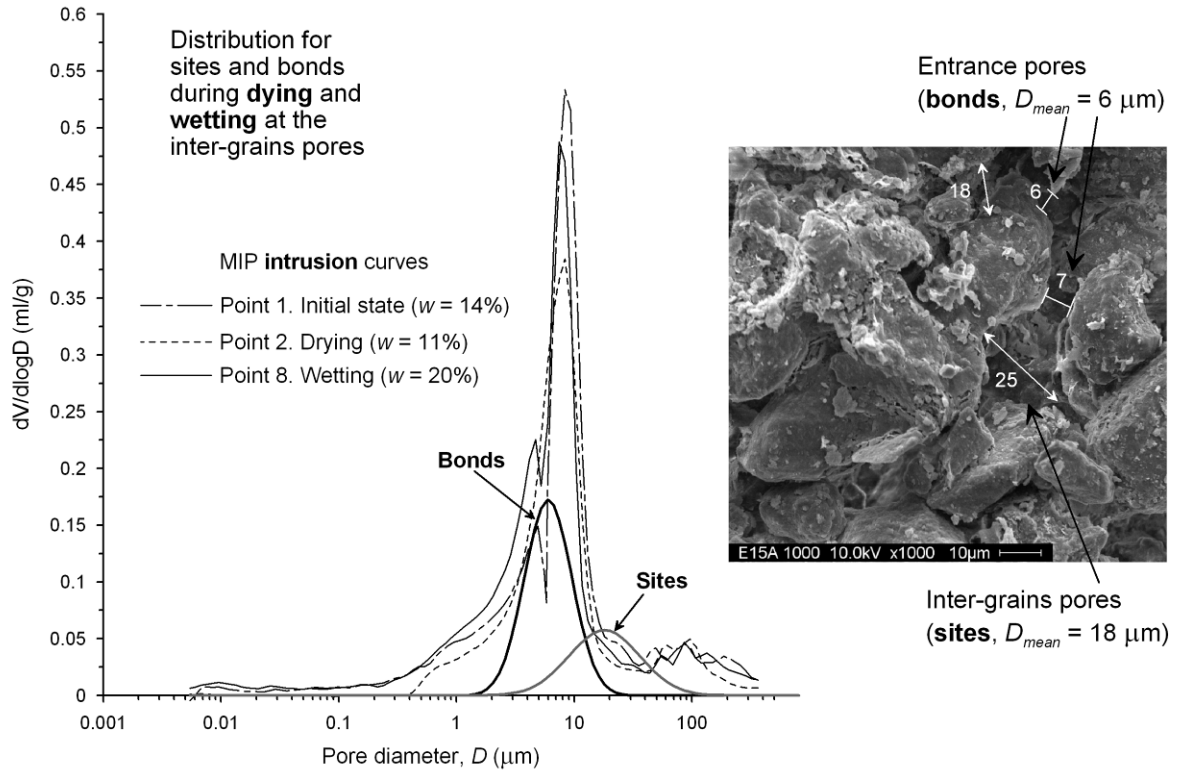 Distribution for
sites and bonds
during dying and
wetting at the
inter-grains pores
MIP intrusion curves
Point 1. Initial state (w = 14%)
Point 2. Drying (w = 11%)
Point 8. Wetting (w = 20%)
Bonds
Sites
dV/dlogD (ml/g)
0.6
0.55
0.5
0.45
0.4
0.35
0.3
0.25
0.2
0.15
0.1
0.05
0
0.001 0.01 0.1 1 10 100
Pore diameter, D (μm)
Entrance pores
(bonds, Dmean = 6 μm)
18
6
7
25
E15A 1000 10.0kV x1000 10μm
Inter-grains pores
(sites, Dmean = 18 μm)